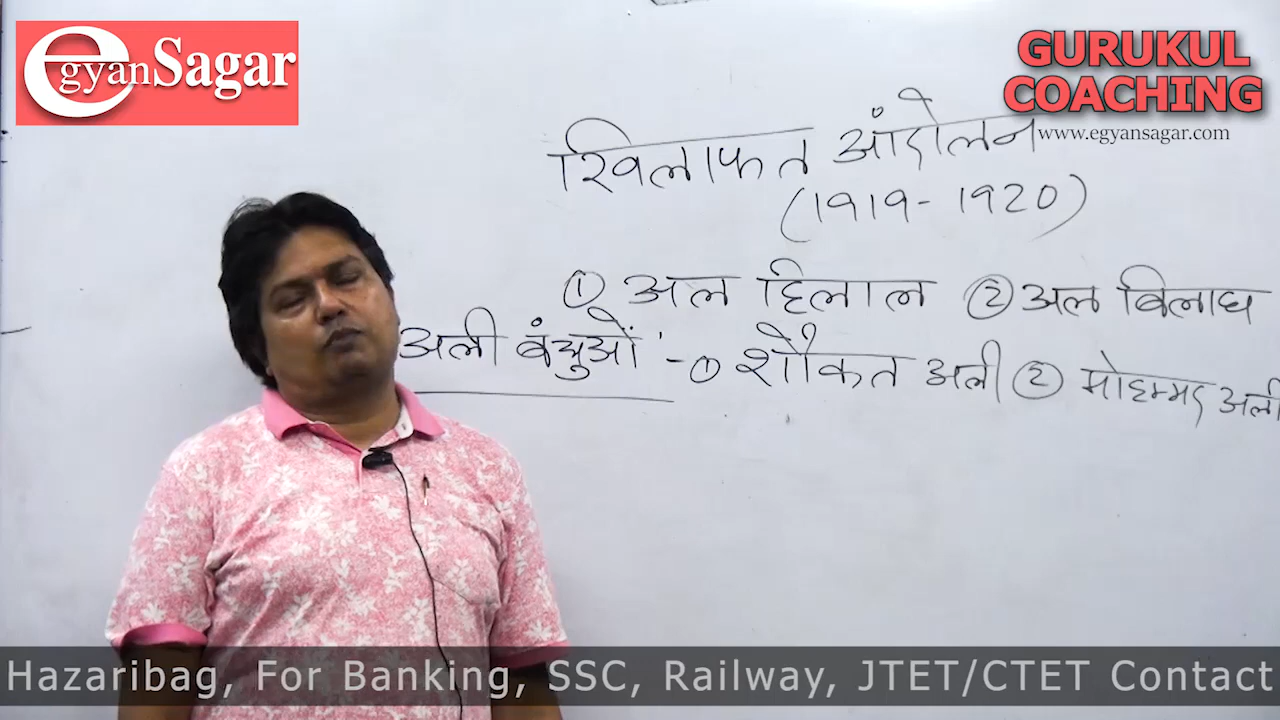 egyanSagar
GURUKUL
COACHING
www.egyansagar.com
खिलाफत आंदोलन
(1919-1920)
① अल हिलाल ② अल बिलाघ
अली बंधुओं - ① शौकत अली ② मोहम्मद अली
Hazaribag, For Banking, SSC, Railway, JTET/CTET Contact